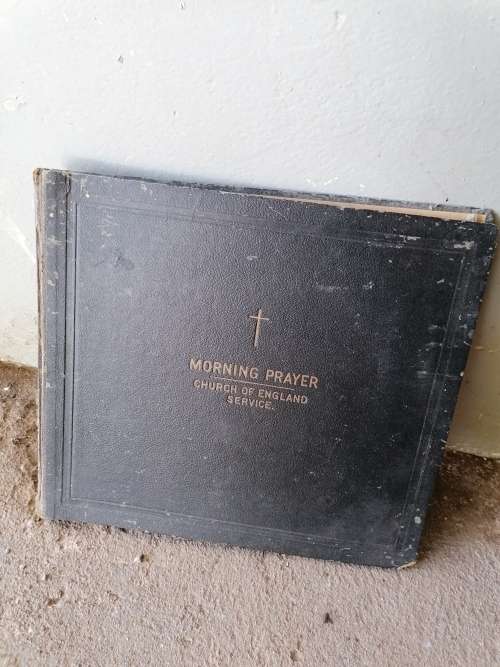 MORNING PRAYER
CHURCH OF ENGLAND
SERVICE.